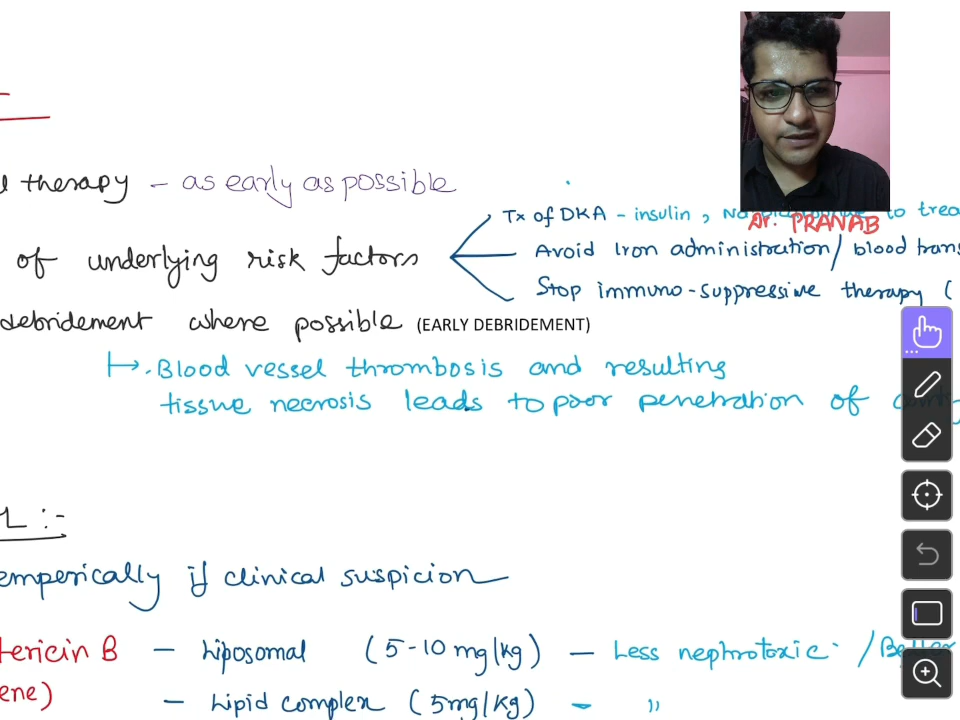 therapy - as early as possible
Tx of DKA - insulin, to trea
Dr. PRANAB
of underlying risk factors
Avoid Iron administration / blood trans
Stop immuno-suppressive therapy (
debridement where possible (EARLY DEBRIDEMENT)
Blood vessel thrombosis and resulting
tissue necrosis leads to poor penetration of
L :-
emperically if clinical suspicion
tericin B - Liposomal (5-10 mg/kg) - Less nephrotoxic / Better
ene) - Lipid complex (5mg/kg) - "